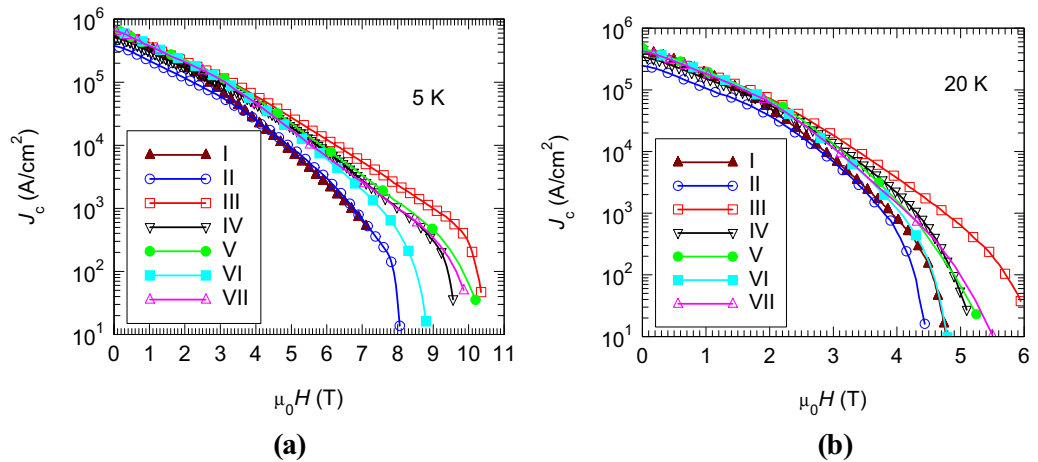 10⁶
10⁵
10⁴
10³
10²
10¹
J_c (A/cm²)
5 K
I
II
III
IV
V
VI
VII
0 1 2 3 4 5 6 7 8 9 10 11
μ₀H (T)
(a)
10⁶
10⁵
10⁴
10³
10²
10
J_c (A/cm²)
20 K
I
II
III
IV
V
VI
VII
0 1 2 3 4 5 6
μ₀H (T)
(b)